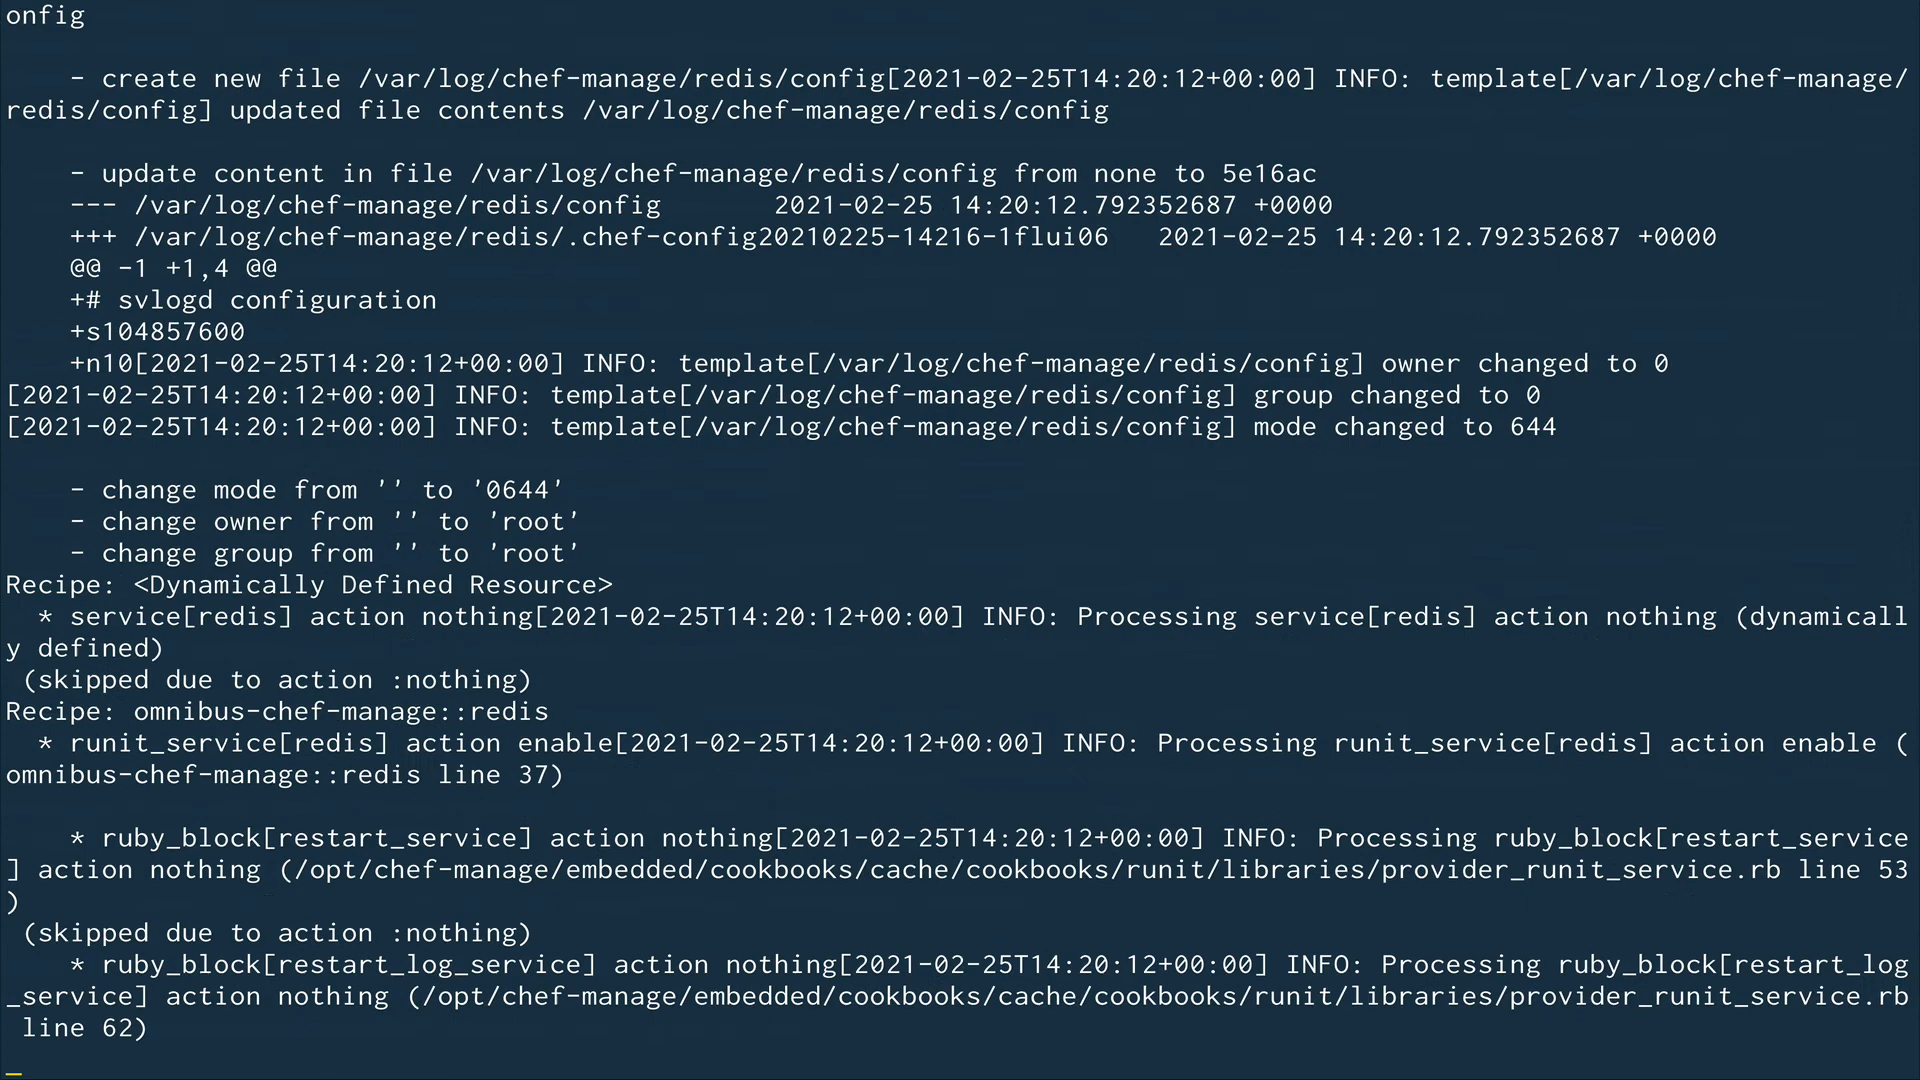 onfig
- create new file /var/log/chef-manage/redis/config[2021-02-25T14:20:12+00:00] INFO: template[/var/log/chef-manage/
redis/config] updated file contents /var/log/chef-manage/redis/config
- update content in file /var/log/chef-manage/redis/config from none to 5e16ac
--- /var/log/chef-manage/redis/config       2021-02-25 14:20:12.792352687 +0000
+++ /var/log/chef-manage/redis/.chef-config20210225-14216-1flui06   2021-02-25 14:20:12.792352687 +0000
@@ -1 +1,4 @@
+# svlogd configuration
+s104857600
+n10[2021-02-25T14:20:12+00:00] INFO: template[/var/log/chef-manage/redis/config] owner changed to 0
[2021-02-25T14:20:12+00:00] INFO: template[/var/log/chef-manage/redis/config] group changed to 0
[2021-02-25T14:20:12+00:00] INFO: template[/var/log/chef-manage/redis/config] mode changed to 644
- change mode from '' to '0644'
- change owner from '' to 'root'
- change group from '' to 'root'
Recipe: <Dynamically Defined Resource>
* service[redis] action nothing[2021-02-25T14:20:12+00:00] INFO: Processing service[redis] action nothing (dynamicall
y defined)
(skipped due to action :nothing)
Recipe: omnibus-chef-manage::redis
* runit_service[redis] action enable[2021-02-25T14:20:12+00:00] INFO: Processing runit_service[redis] action enable (
omnibus-chef-manage::redis line 37)
* ruby_block[restart_service] action nothing[2021-02-25T14:20:12+00:00] INFO: Processing ruby_block[restart_service
] action nothing (/opt/chef-manage/embedded/cookbooks/cache/cookbooks/runit/libraries/provider_runit_service.rb line 53
)
(skipped due to action :nothing)
* ruby_block[restart_log_service] action nothing[2021-02-25T14:20:12+00:00] INFO: Processing ruby_block[restart_log
_service] action nothing (/opt/chef-manage/embedded/cookbooks/cache/cookbooks/runit/libraries/provider_runit_service.rb
line 62)